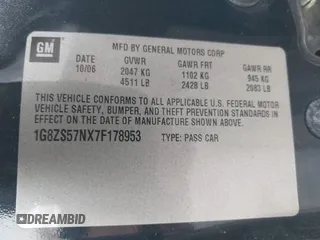 GM
MFD BY GENERAL MOTORS CORP
DATE GVWR GAWR FRT GAWR RR
10/06 2047 KG 1102 KG 945 KG
4511 LB 2428 LB 2083 LB
THIS VEHICLE CONFORMS TO ALL APPLICABLE U.S. FEDERAL MOTOR
VEHICLE SAFETY, BUMPER, AND THEFT PREVENTION STANDARDS
IN EFFECT ON THE DATE OF MANUFACTURE SHOWN ABOVE.
1G8ZS57NX7F178953 TYPE: PASS CAR
DREAMBID